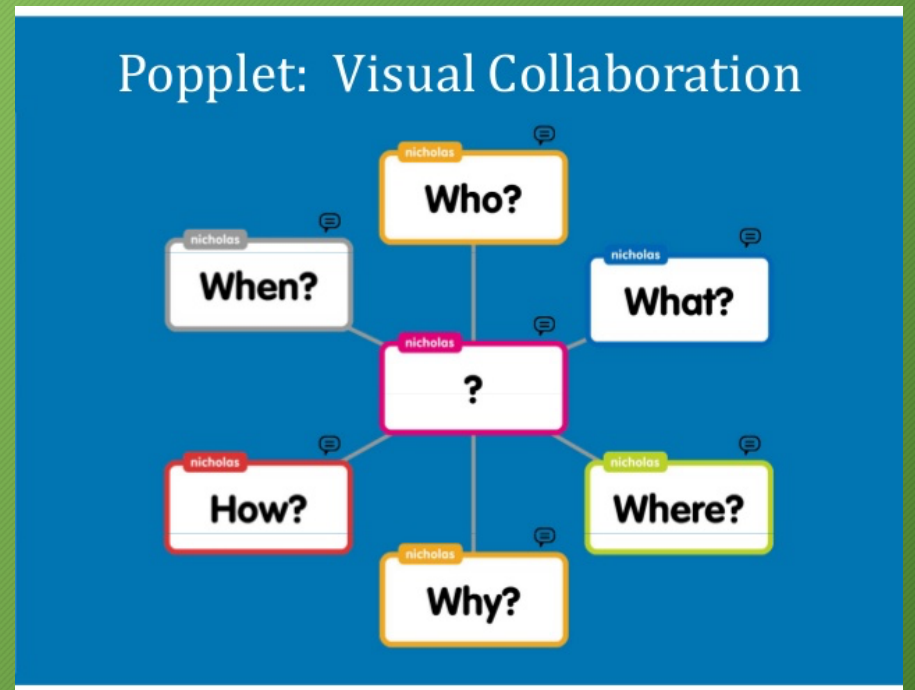 Popplet: Visual Collaboration
nicholas
Who?
nicholas
When?
nicholas
What?
nicholas
?
nicholas
How?
nicholas
Where?
nicholas
Why?